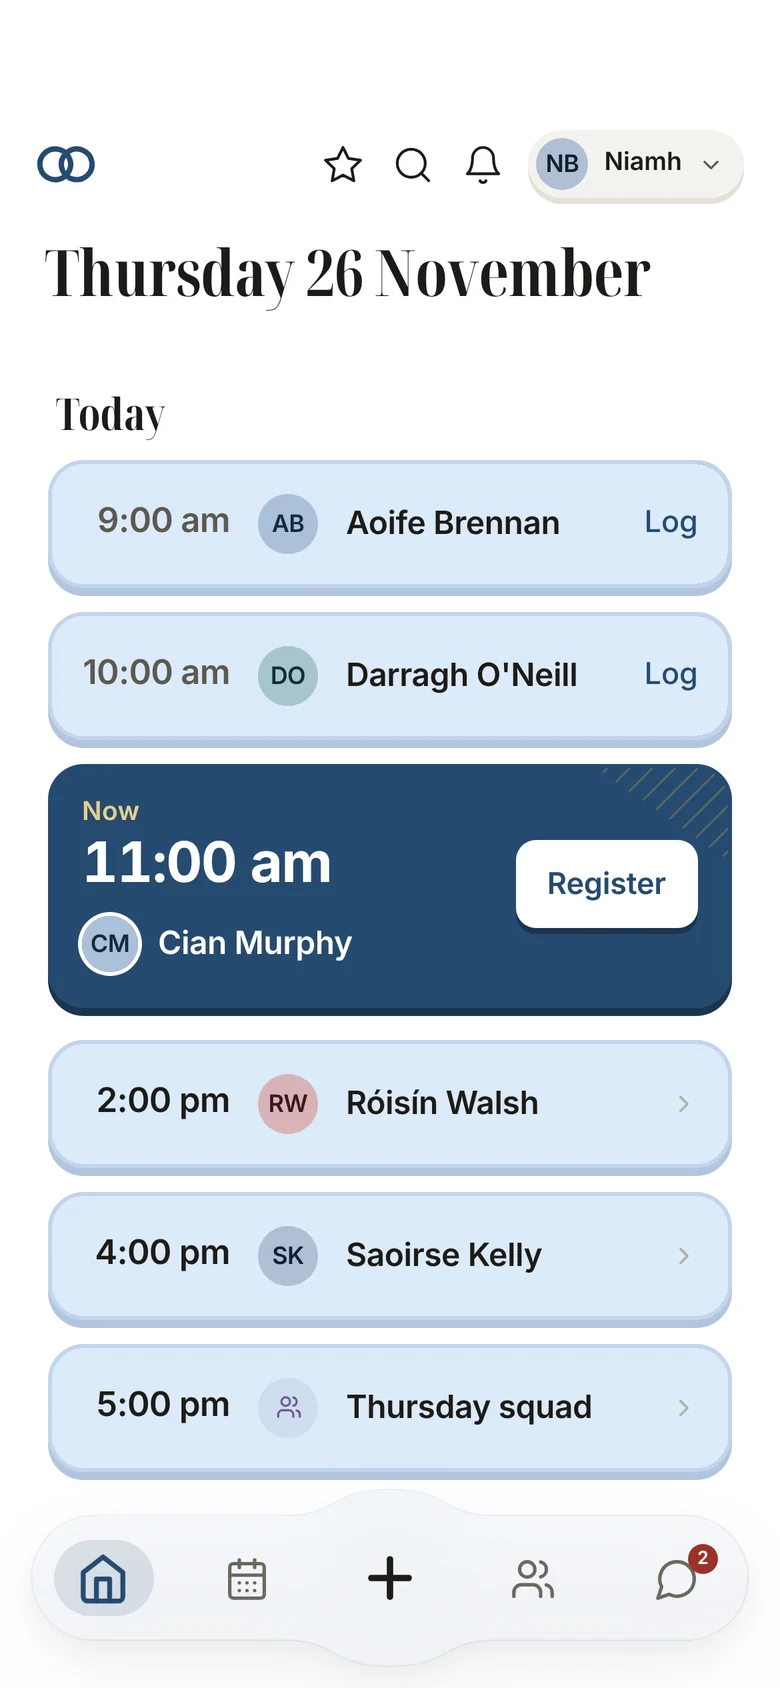 NB Niamh
Thursday 26 November
Today
9:00 am AB Aoife Brennan Log
10:00 am DO Darragh O'Neill Log
Now
11:00 am
Register
CM Cian Murphy
2:00 pm RW Róisín Walsh
4:00 pm SK Saoirse Kelly
5:00 pm Thursday squad
2